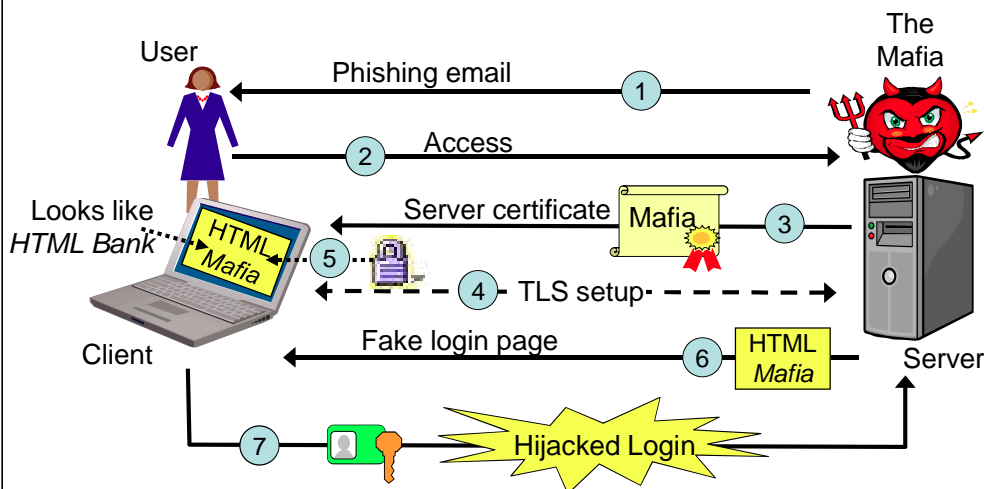 The
Mafia
User
Phishing email
1
2
Access
Looks like
HTML Bank
HTML
Mafia
Server certificate
Mafia
3
5
4
TLS setup
Client
Fake login page
6
HTML
Mafia
Server
7
Hijacked Login